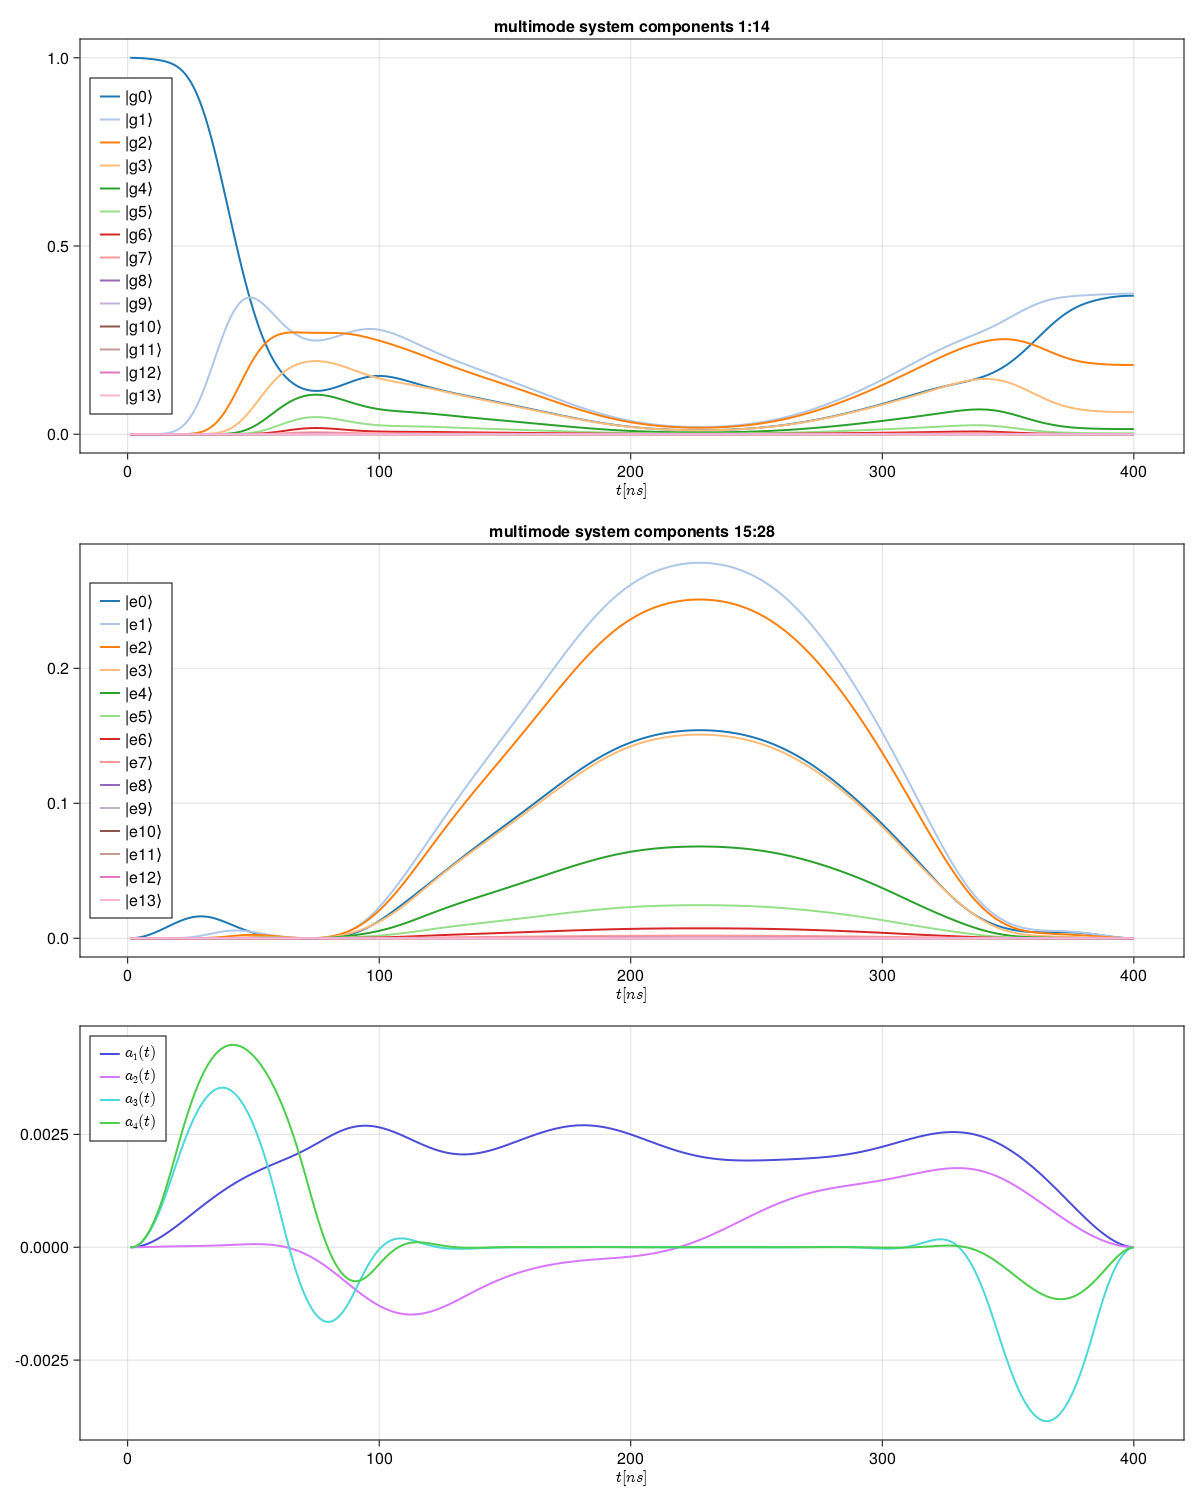 multimode system components 1:14
1.0
0.5
0.0
|g0⟩
|g1⟩
|g2⟩
|g3⟩
|g4⟩
|g5⟩
|g6⟩
|g7⟩
|g8⟩
|g9⟩
|g10⟩
|g11⟩
|g12⟩
|g13⟩
0 100 200 300 400
t[ns]
multimode system components 15:28
0.2
0.1
0.0
|e0⟩
|e1⟩
|e2⟩
|e3⟩
|e4⟩
|e5⟩
|e6⟩
|e7⟩
|e8⟩
|e9⟩
|e10⟩
|e11⟩
|e12⟩
|e13⟩
0 100 200 300 400
t[ns]
0.0025
0.0000
-0.0025
a₁(t)
a₂(t)
a₃(t)
a₄(t)
0 100 200 300 400
t[ns]